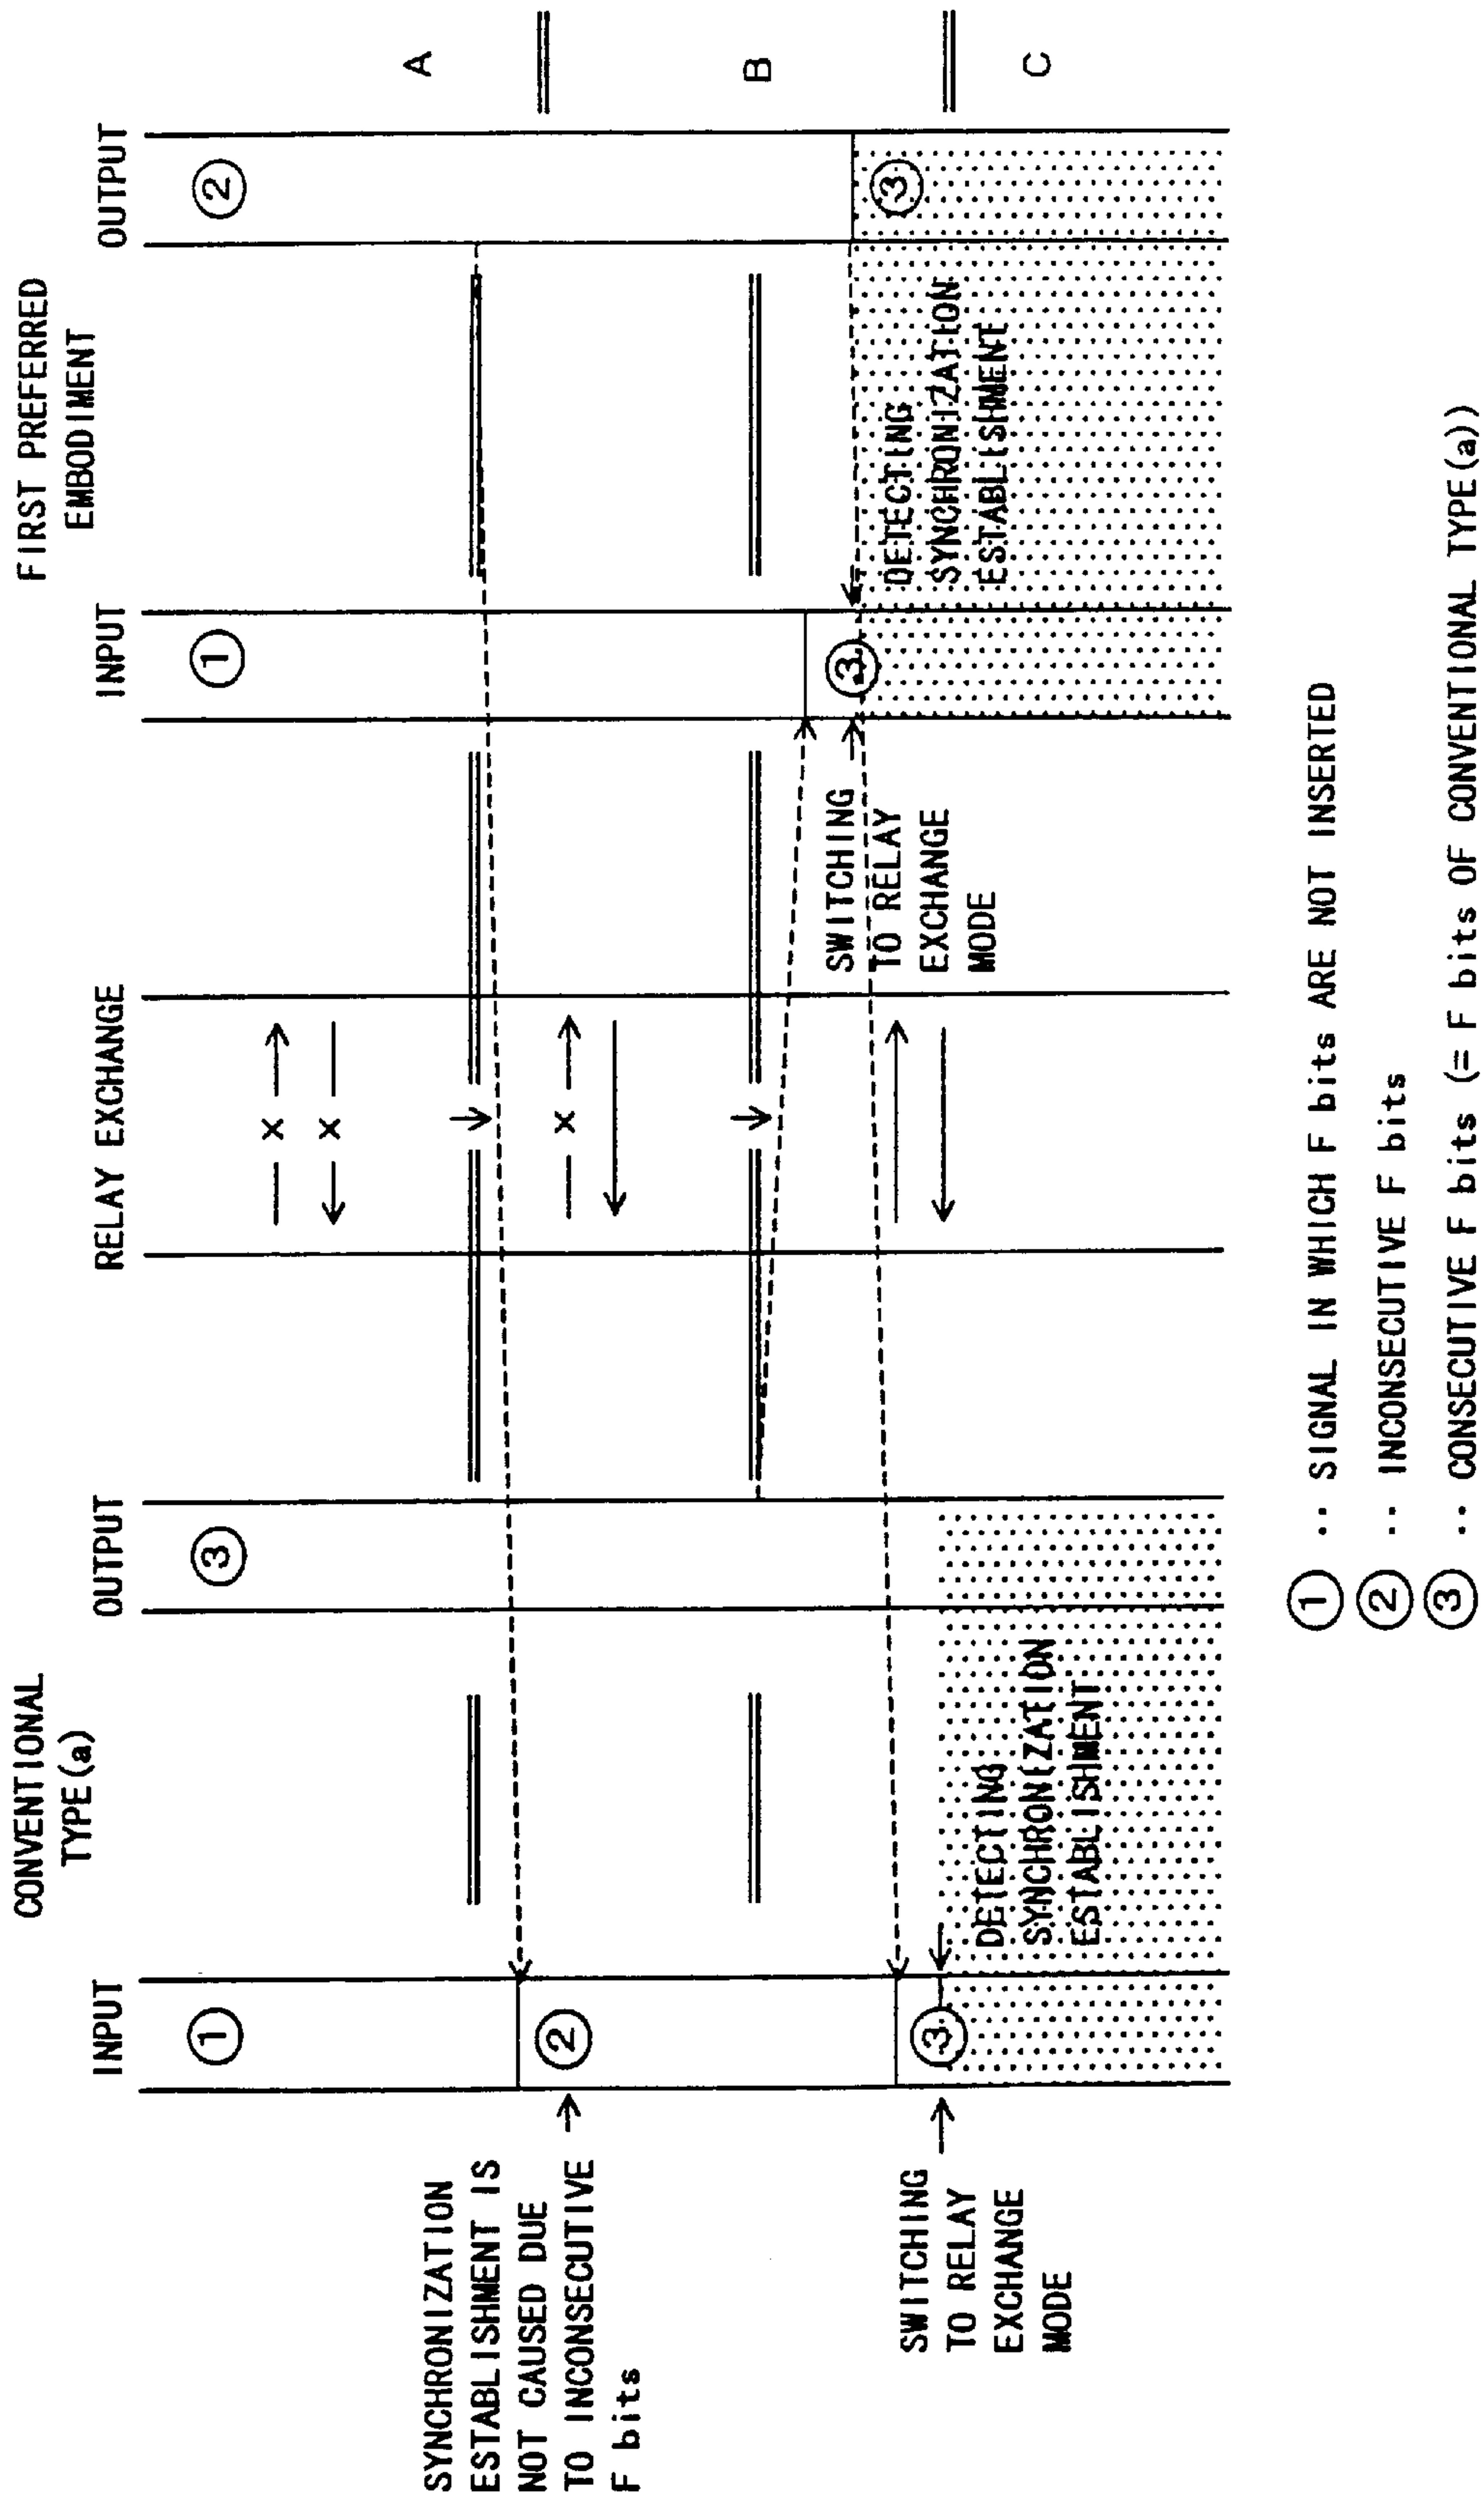 CONVENTIONAL
TYPE(a)
FIRST PREFERRED
EMBODIMENT
INPUT
OUTPUT
RELAY EXCHANGE
INPUT
OUTPUT
①
③
①
②
x
x
A
SYNCHRONIZATION
ESTABLISHMENT IS
NOT CAUSED DUE
TO INCONSECUTIVE
F bits
②
x
B
SWITCHING
TO RELAY
EXCHANGE
MODE
③
DETECTING
SYNCHRONIZATION
ESTABLISHMENT
SWITCHING
TO RELAY
EXCHANGE
MODE
③
DETECTING
SYNCHRONIZATION
ESTABLISHMENT
③
C
① : SIGNAL IN WHICH F bits ARE NOT INSERTED
② : INCONSECUTIVE F bits
③ : CONSECUTIVE F bits (= F bits OF CONVENTIONAL TYPE(a))